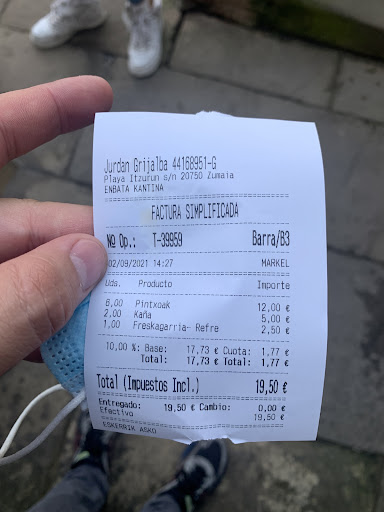 Jurdan Grijalba 44168951-G
Playa Itzurun s/n 20750 Zumaia
ENBATA KANTINA
FACTURA SIMPLIFICADA
Nº Op.: T-39959 Barra/B3
02/09/2021 14:27 MARKEL
Uds. Producto Importe
6,00 Pintxoak 12,00 €
2,00 Kaña 5,00 €
1,00 Freskagarria- Refre 2,50 €
10,00 %: Base: 17,73 € Cuota: 1,77 €
Total: 17,73 € Total: 1,77 €
Total (Impuestos Incl.) 19,50 €
Entregado: 19,50 € Cambio: 0,00 €
Efectivo 19,50 €
ESKERRIK ASKO